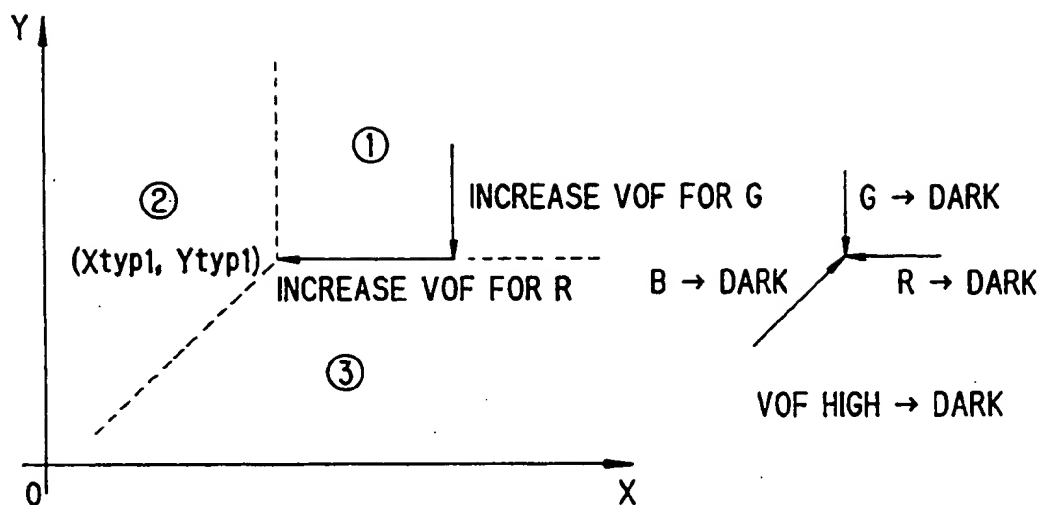 Y
①
②
INCREASE VOF FOR G
G → DARK
(Xtyp1, Ytyp1)
INCREASE VOF FOR R
B → DARK
R → DARK
③
VOF HIGH → DARK
0
X